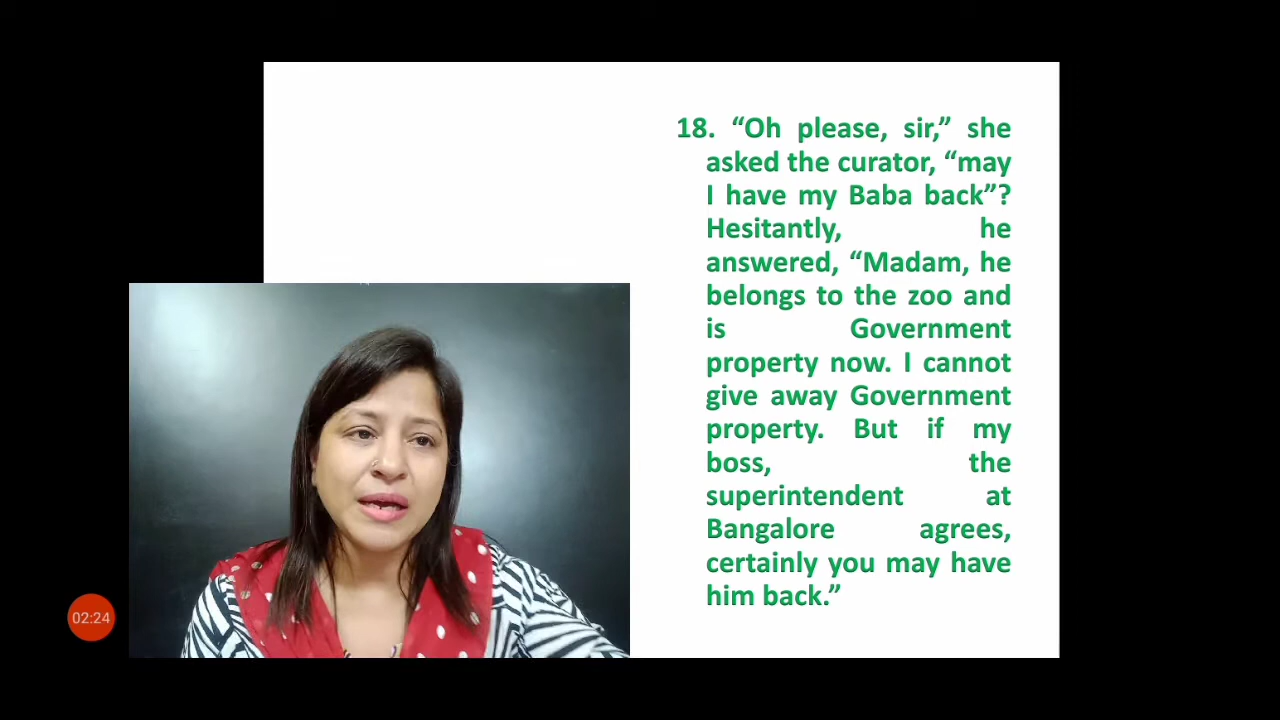 18. “Oh please, sir,” she
asked the curator, “may
I have my Baba back”?
Hesitantly, he
answered, “Madam, he
belongs to the zoo and
is Government
property now. I cannot
give away Government
property. But if my
boss, the
superintendent at
Bangalore agrees,
certainly you may have
him back.”
02:24